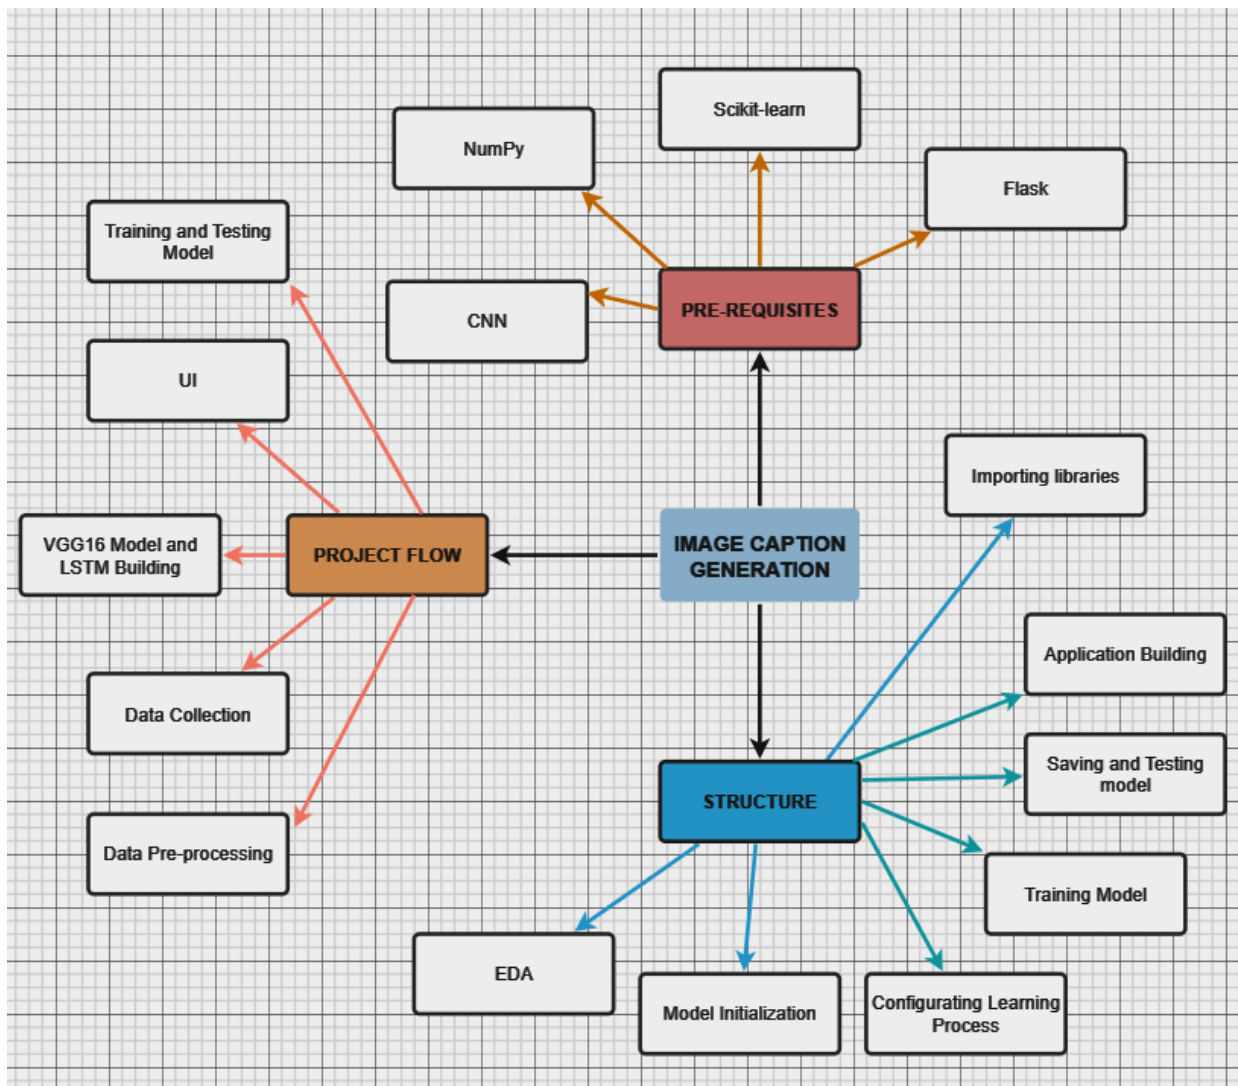 Scikit-learn
NumPy
Flask
Training and Testing
Model
CNN
PRE-REQUISITES
UI
Importing libraries
VGG16 Model and
LSTM Building
PROJECT FLOW
IMAGE CAPTION
GENERATION
Application Building
Data Collection
Saving and Testing
model
STRUCTURE
Data Pre-processing
Training Model
EDA
Model Initialization
Configurating Learning
Process